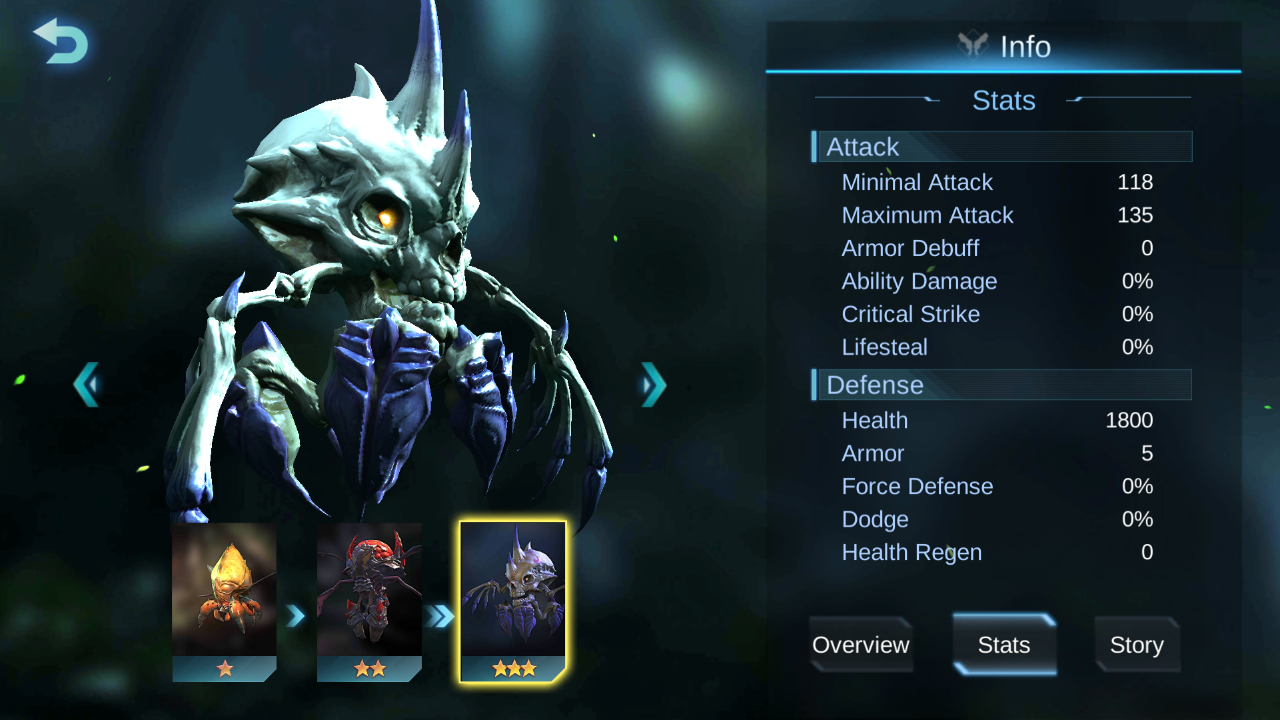 Info
Stats
Attack
Minimal Attack 118
Maximum Attack 135
Armor Debuff 0
Ability Damage 0%
Critical Strike 0%
Lifesteal 0%
Defense
Health 1800
Armor 5
Force Defense 0%
Dodge 0%
Health Regen 0
Overview Stats Story